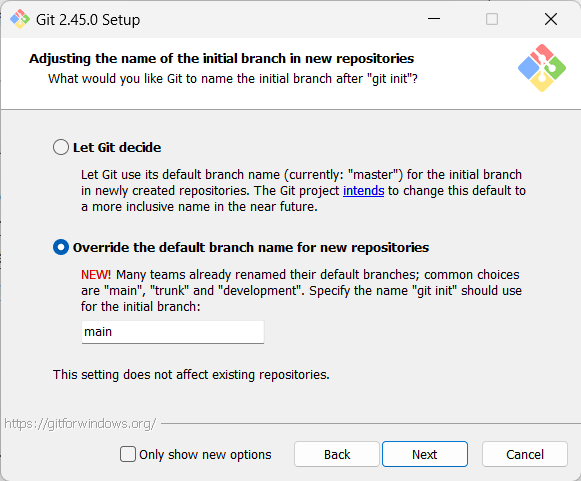 Git 2.45.0 Setup
Adjusting the name of the initial branch in new repositories
What would you like Git to name the initial branch after "git init"?
Let Git decide
Let Git use its default branch name (currently: "master") for the initial branch
in newly created repositories. The Git project intends to change this default to
a more inclusive name in the near future.
Override the default branch name for new repositories
NEW! Many teams already renamed their default branches; common choices
are "main", "trunk" and "development". Specify the name "git init" should use
for the initial branch:
main
This setting does not affect existing repositories.
https://gitforwindows.org/
Only show new options
Back
Next
Cancel